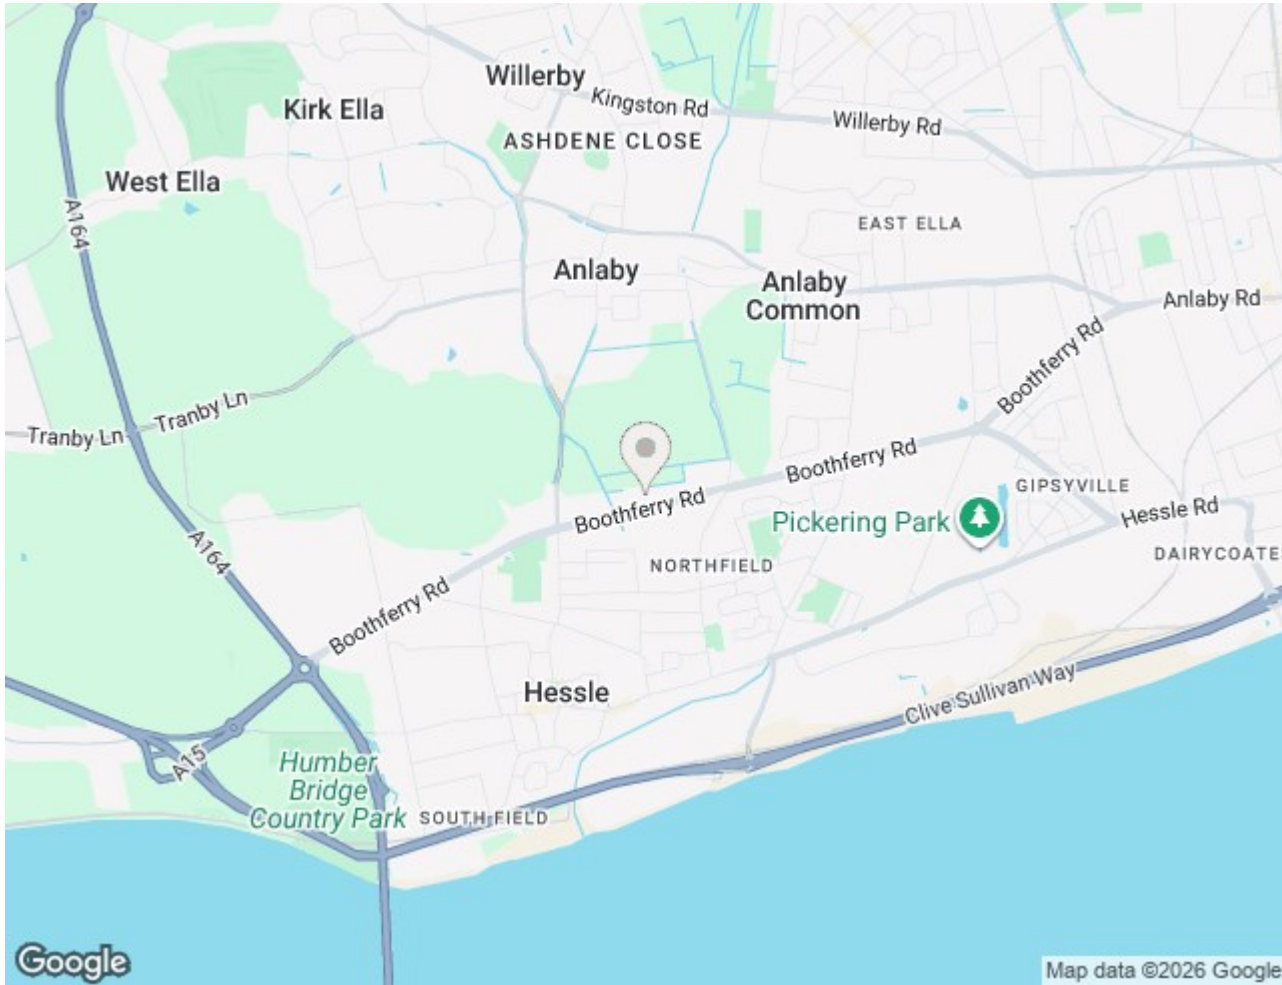 Willerby
Kingston Rd
Kirk Ella
Willerby Rd
ASHDENE CLOSE
West Ella
A164
EAST ELLA
Anlaby
Anlaby
Common
Anlaby Rd
Boothferry Rd
Tranby Ln
Tranby Ln
Boothferry Rd
GIPSYVILLE
Boothferry Rd
Pickering Park
Hessle Rd
A164
NORTHFIELD
DAIRYCOATE
Boothferry Rd
Hessle
Clive Sullivan Way
A15
Humber
Bridge
Country Park
SOUTH FIELD
Google
Map data ©2026 Google